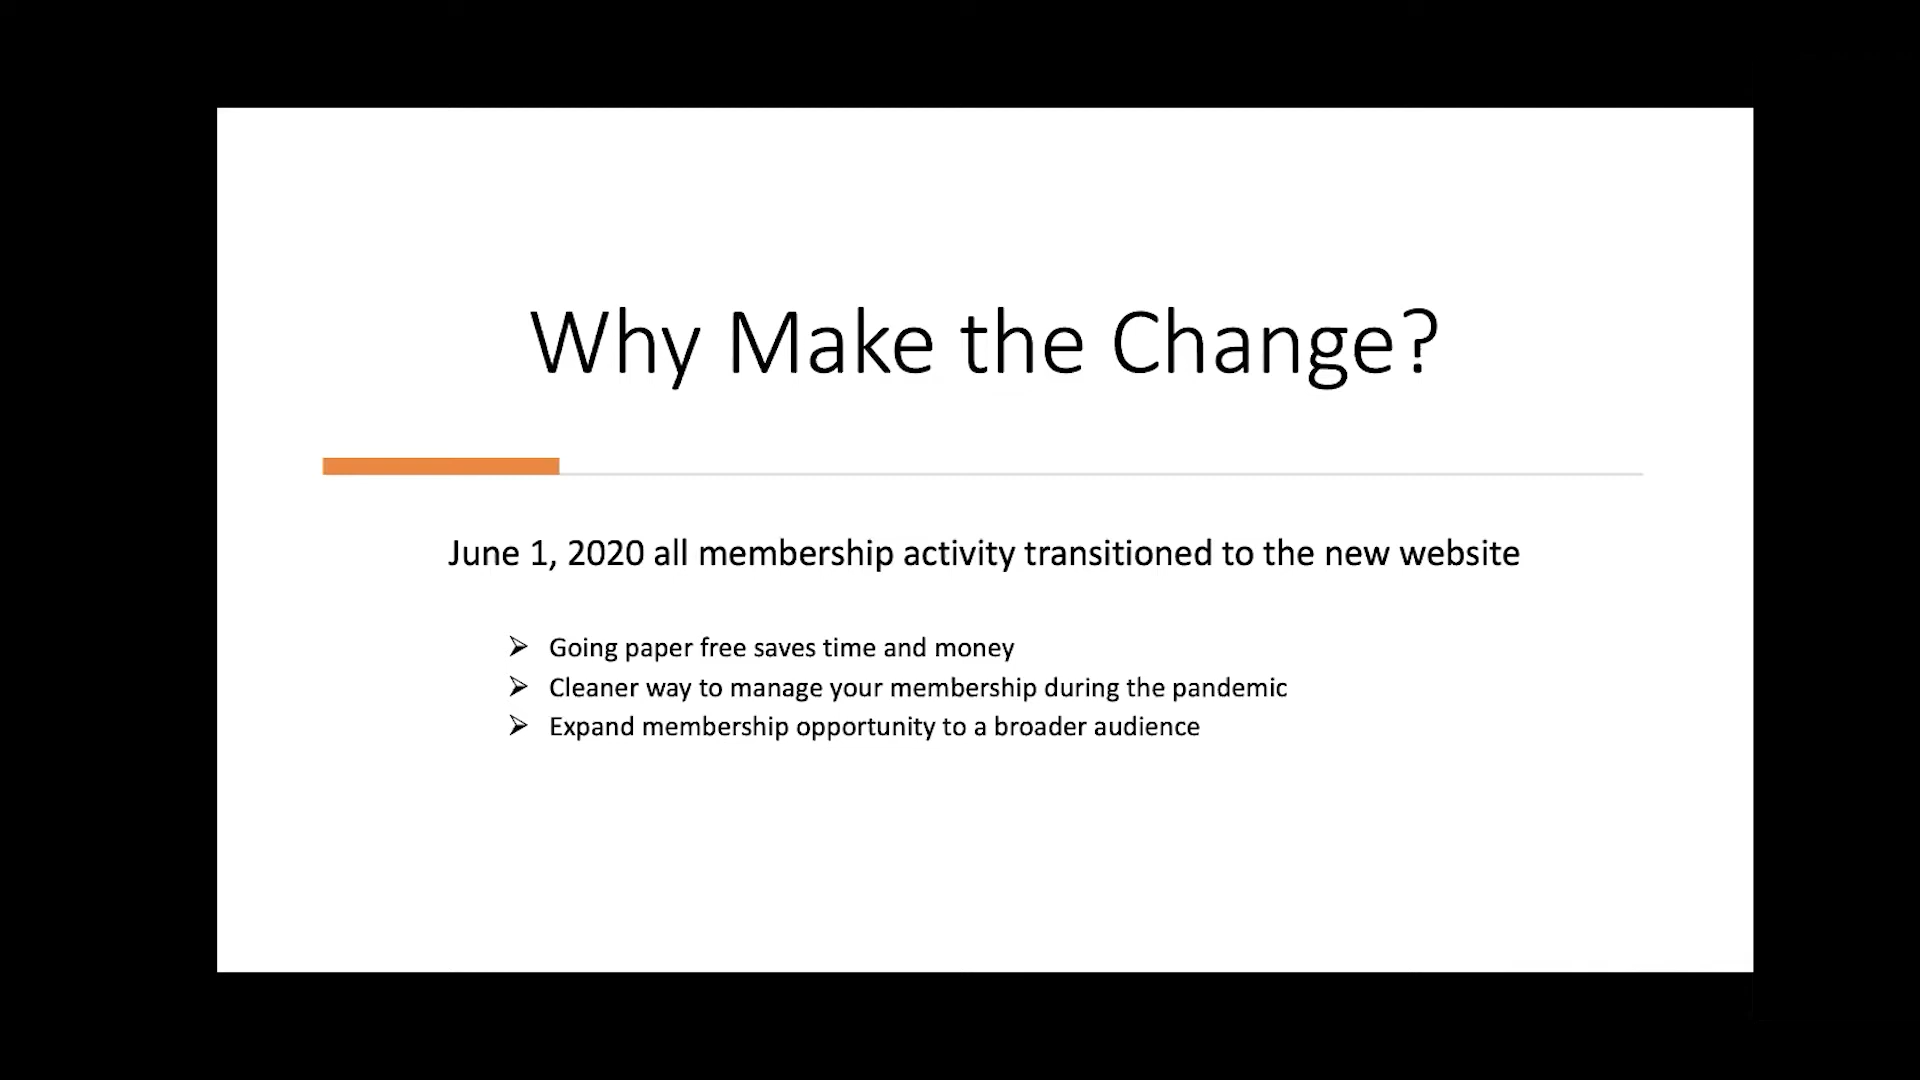 Why Make the Change?
June 1, 2020 all membership activity transitioned to the new website
➢ Going paper free saves time and money
➢ Cleaner way to manage your membership during the pandemic
➢ Expand membership opportunity to a broader audience